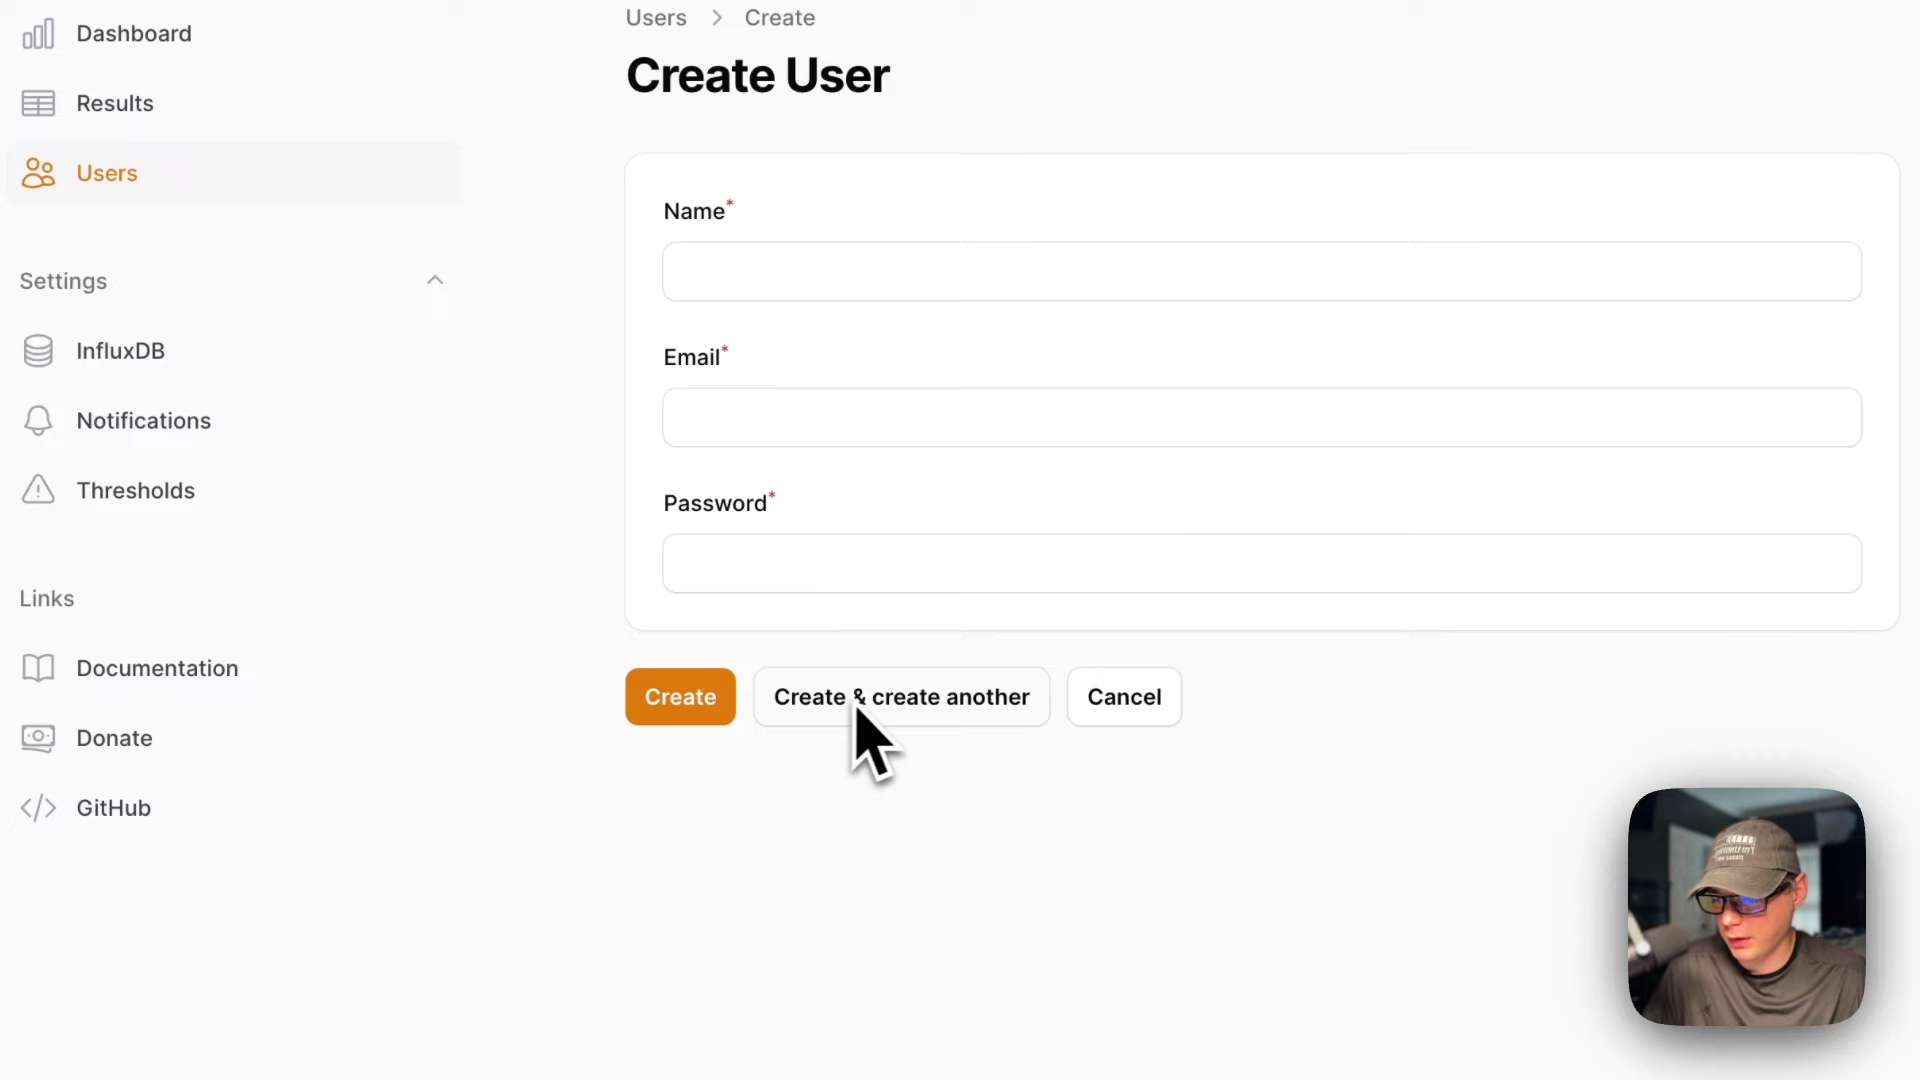 Dashboard
Results
Users
Settings
InfluxDB
Notifications
Thresholds
Links
Documentation
Donate
GitHub
Users > Create
Create User
Name*
Email*
Password*
Create
Create & create another
Cancel